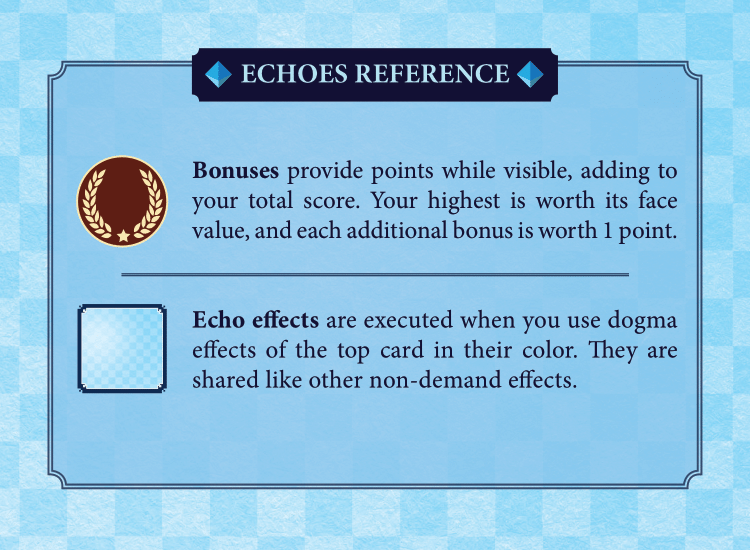 ECHOES REFERENCE
Bonuses provide points while visible, adding to
your total score. Your highest is worth its face
value, and each additional bonus is worth 1 point.
Echo effects are executed when you use dogma
effects of the top card in their color. They are
shared like other non-demand effects.